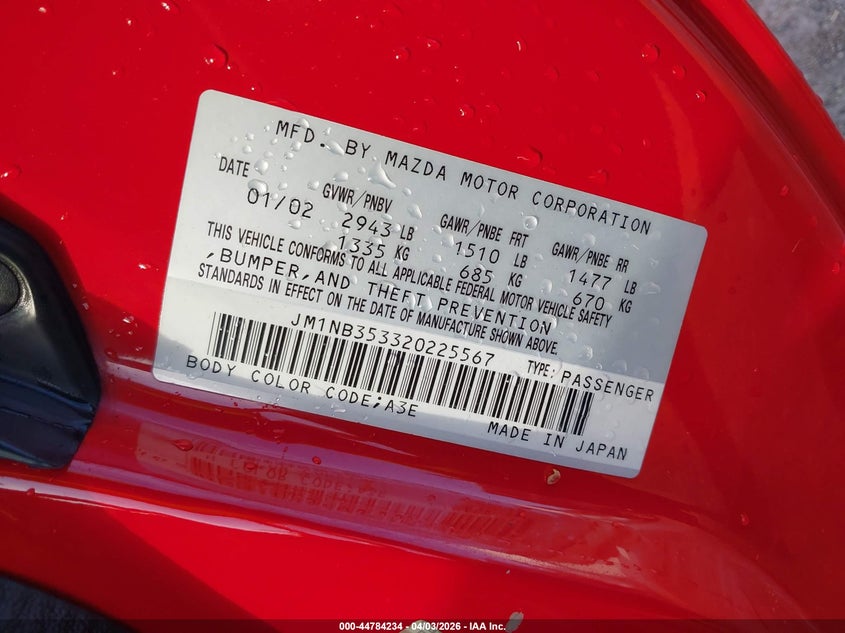 MFD. BY MAZDA MOTOR CORPORATION
DATE GVWR/PNBV GAWR/PNBE FRT GAWR/PNBE RR
01/02 2943 LB 1510 LB 1477 LB
1335 KG 685 KG 670 KG
THIS VEHICLE CONFORMS TO ALL APPLICABLE FEDERAL MOTOR VEHICLE SAFETY
,BUMPER,AND THEFT PREVENTION
STANDARDS IN EFFECT ON THE DATE OF MANUFACTURE SHOWN ABOVE.
JM1NB353320225567 TYPE:PASSENGER
BODY COLOR CODE;A3E MADE IN JAPAN
000-44784234 - 04/03/2026 - IAA Inc.